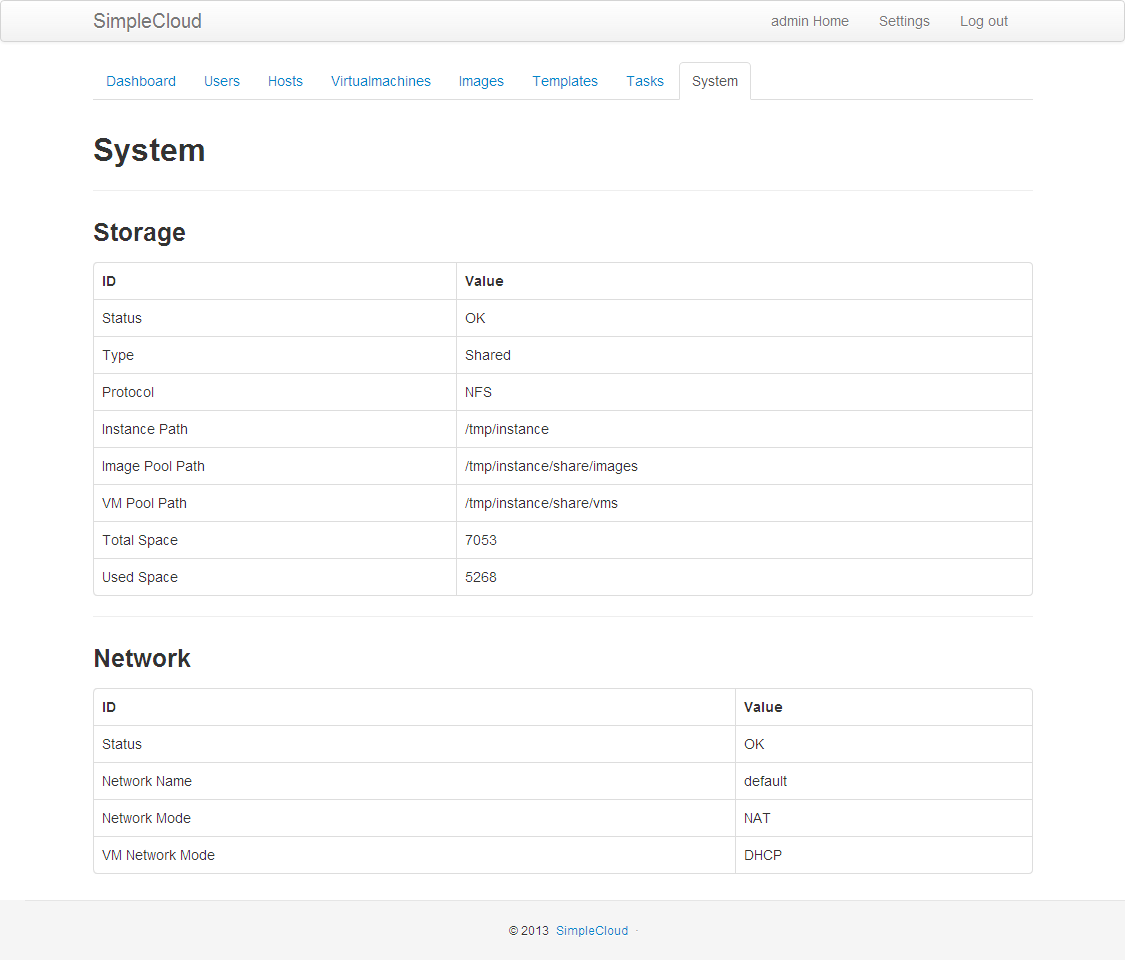 SimpleCloud admin Home Settings Log out
Dashboard Users Hosts Virtualmachines Images Templates Tasks System
System
Storage
ID Value
Status OK
Type Shared
Protocol NFS
Instance Path /tmp/instance
Image Pool Path /tmp/instance/share/images
VM Pool Path /tmp/instance/share/vms
Total Space 7053
Used Space 5268
Network
ID Value
Status OK
Network Name default
Network Mode NAT
VM Network Mode DHCP
© 2013 SimpleCloud -